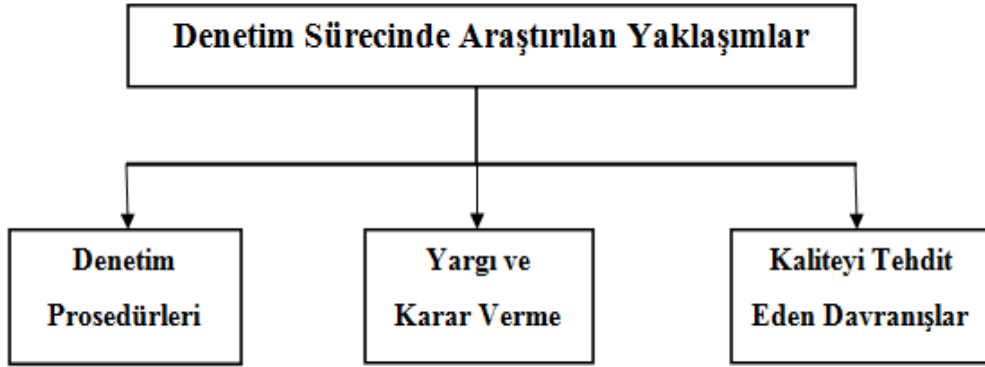 Denetim Sürecinde Araştırılan Yaklaşımlar
Denetim
Prosedürleri
Yargı ve
Karar Verme
Kaliteyi Tehdit
Eden Davranışlar